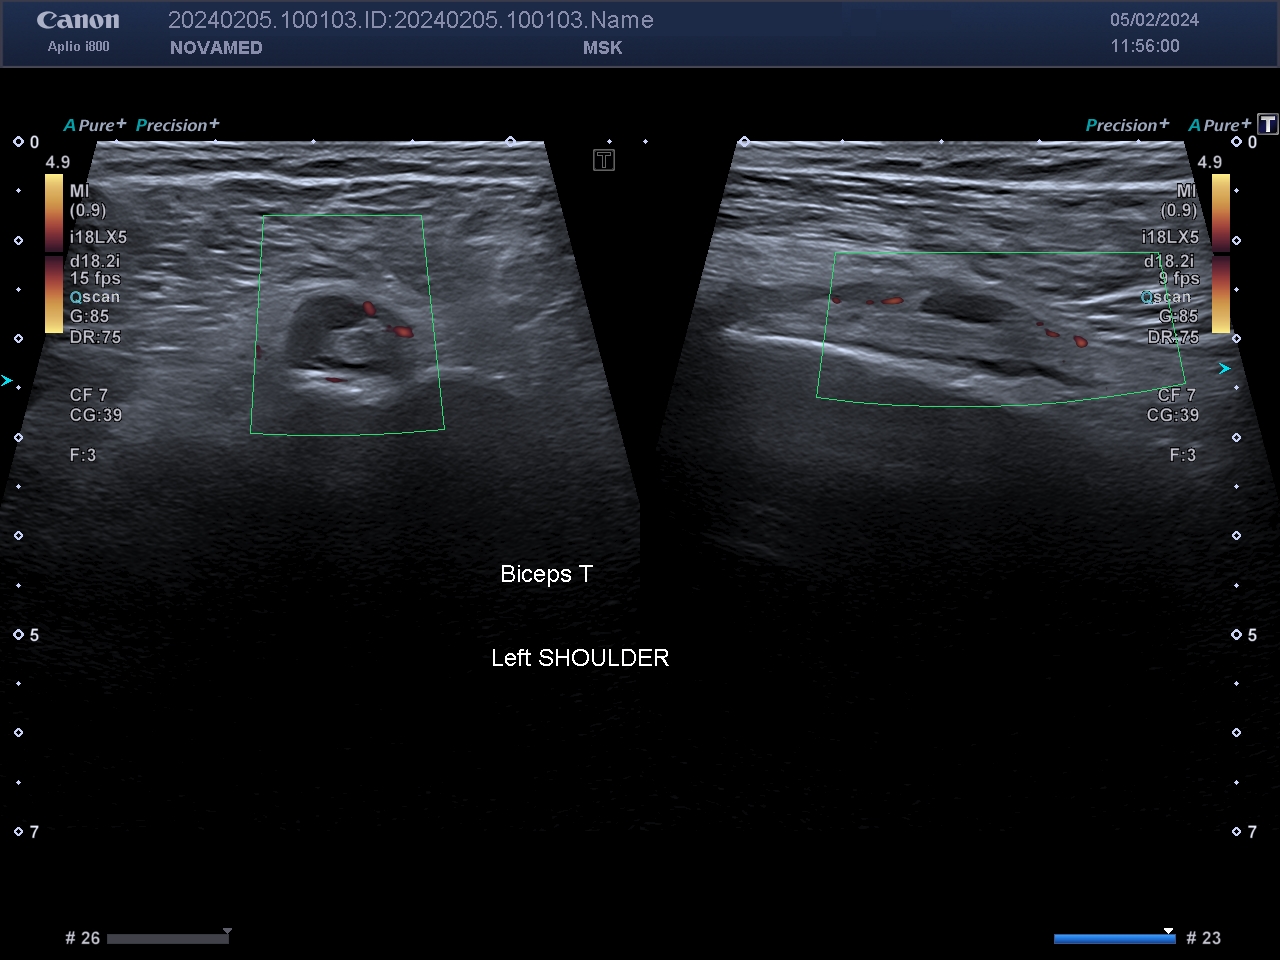 Canon
Aplio i800
20240205.100103.ID:20240205.100103.Name
NOVAMED
MSK
05/02/2024
11:56:00
A Pure+ Precision+
Precision+ A Pure+ T
0
4.9
MI
(0.9)
i18LX5
d18.2i
15 fps
Qscan
G:85
DR:75
CF 7
CG:39
F:3
5
7
T
0
4.9
MI
(0.9)
i18LX5
d18.2i
9 fps
Qscan
G:85
DR:75
CF 7
CG:39
F:3
5
7
Biceps T
Left SHOULDER
# 26
# 23